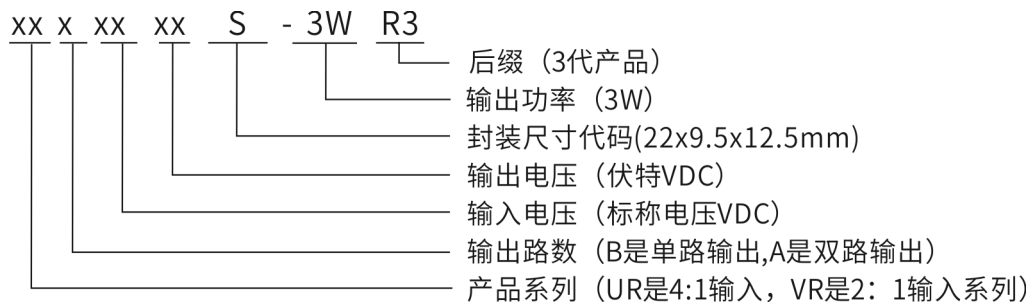 xx x xx xx S - 3W R3
后缀（3代产品）
输出功率（3W）
封装尺寸代码(22x9.5x12.5mm)
输出电压（伏特VDC）
输入电压（标称电压VDC）
输出路数（B是单路输出,A是双路输出）
产品系列（UR是4:1输入，VR是2：1输入系列）